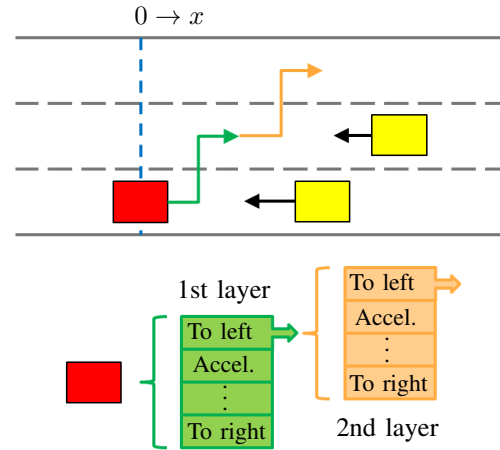 0 → x
1st layer
To left
Accel.
⋮
To right
To left
Accel.
⋮
To right
2nd layer